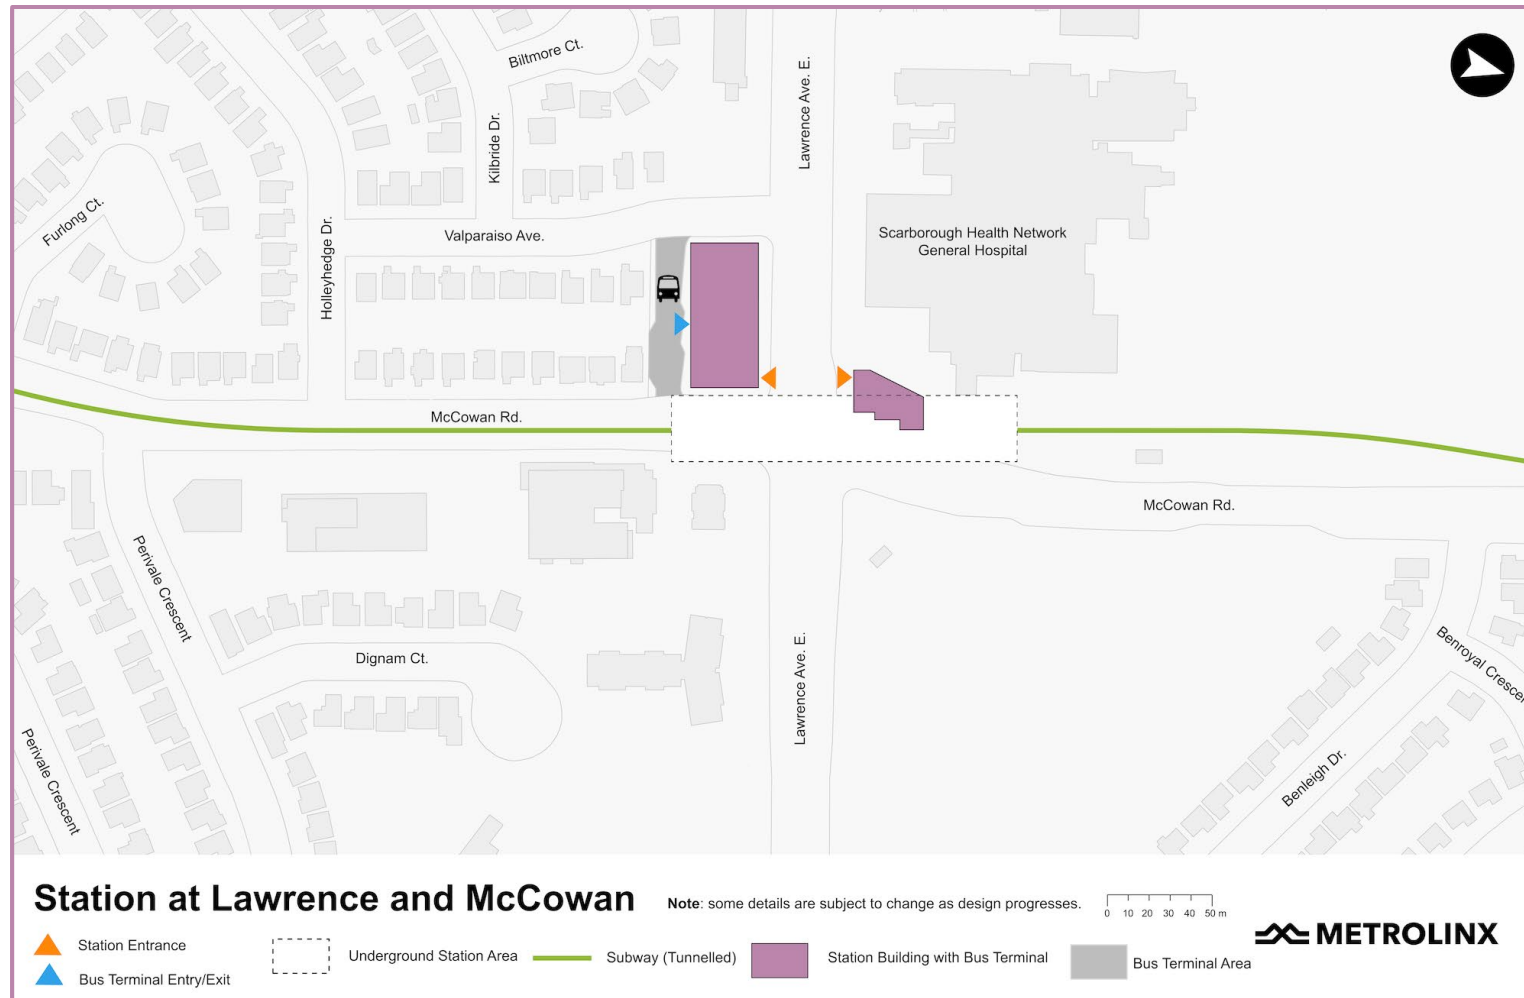 Biltmore Ct.
Lawrence Ave. E.
Kilbride Dr.
Furlong Ct.
Holleyhedge Dr.
Valparaiso Ave.
Scarborough Health Network
General Hospital
McCowan Rd.
McCowan Rd.
Perivale Crescent
Dignam Ct.
Lawrence Ave. E.
Benroyal Crescen
Perivale Crescent
Benleigh Dr.
Station at Lawrence and McCowan
Note: some details are subject to change as design progresses.
0 10 20 30 40 50 m
METROLINX
Station Entrance
Bus Terminal Entry/Exit
Underground Station Area
Subway (Tunnelled)
Station Building with Bus Terminal
Bus Terminal Area